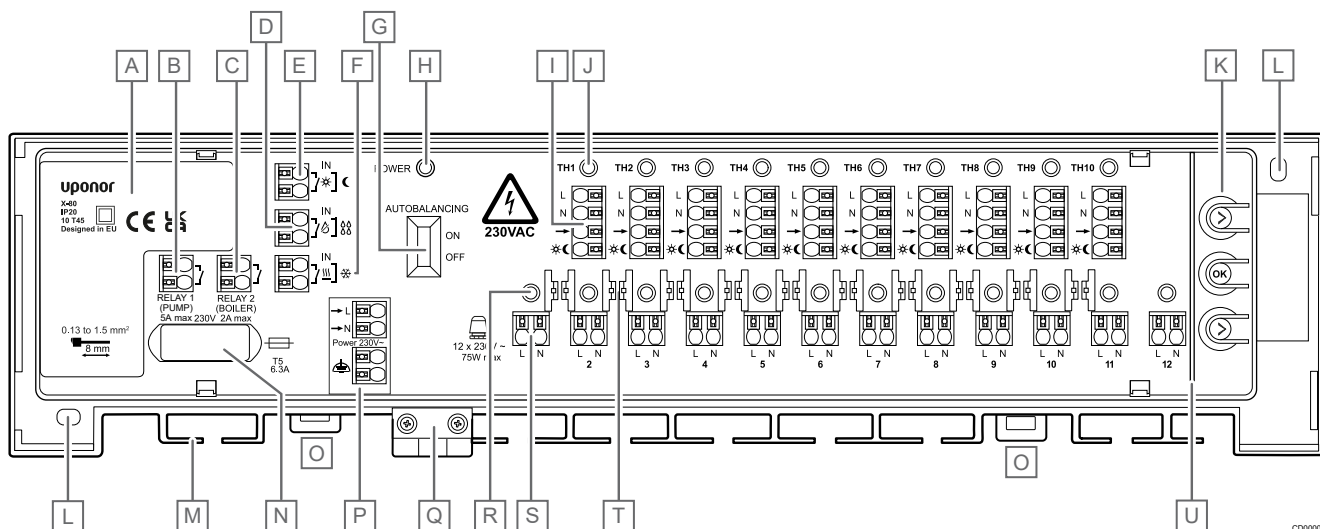 D
G
A
B
C
E
F
H
I
J
K
L
uponor
X-80
IP20
10 T45
Designed in EU
CE UK CA
IN
IN
IN
POWER
AUTOBALANCING
ON
OFF
230VAC
TH1 TH2 TH3 TH4 TH5 TH6 TH7 TH8 TH9 TH10
L L L L L L L L L L
N N N N N N N N N N
OK
RELAY 1
(PUMP)
5A max
230V
RELAY 2
(BOILER)
2A max
0.13 to 1.5 mm²
8 mm
T5
6.3A
L
N
Power 230V~
12 x 230V ~
75W max
L N L N L N L N L N L N L N L N L N L N L N L N
2 3 4 5 6 7 8 9 10 11 12
O
O
L
M
N
P
Q
R
S
T
U